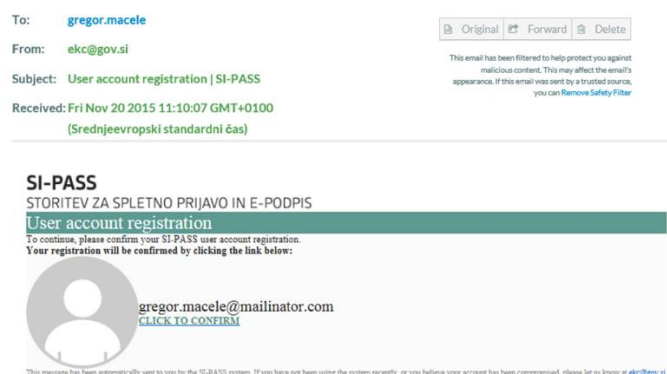 To: gregor.macele
Original Forward Delete
From: ekc@gov.si
This email has been filtered to help protect you against
malicious content. This may affect the email's
appearance. If this email was sent by a trusted source,
you can Remove Safety Filter
Subject: User account registration | SI-PASS
Received: Fri Nov 20 2015 11:10:07 GMT+0100
(Srednjeevropski standardni čas)
SI-PASS
STORITEV ZA SPLETNO PRIJAVO IN E-PODPIS
User account registration
To continue, please confirm your SI-PASS user account registration.
Your registration will be confirmed by clicking the link below:
gregor.macele@mailinator.com
CLICK TO CONFIRM
This message has been automatically sent to you by the SI-PASS system. If you have not been using the system recently, or you believe your account has been compromised, please let us know at ekc@gov.si